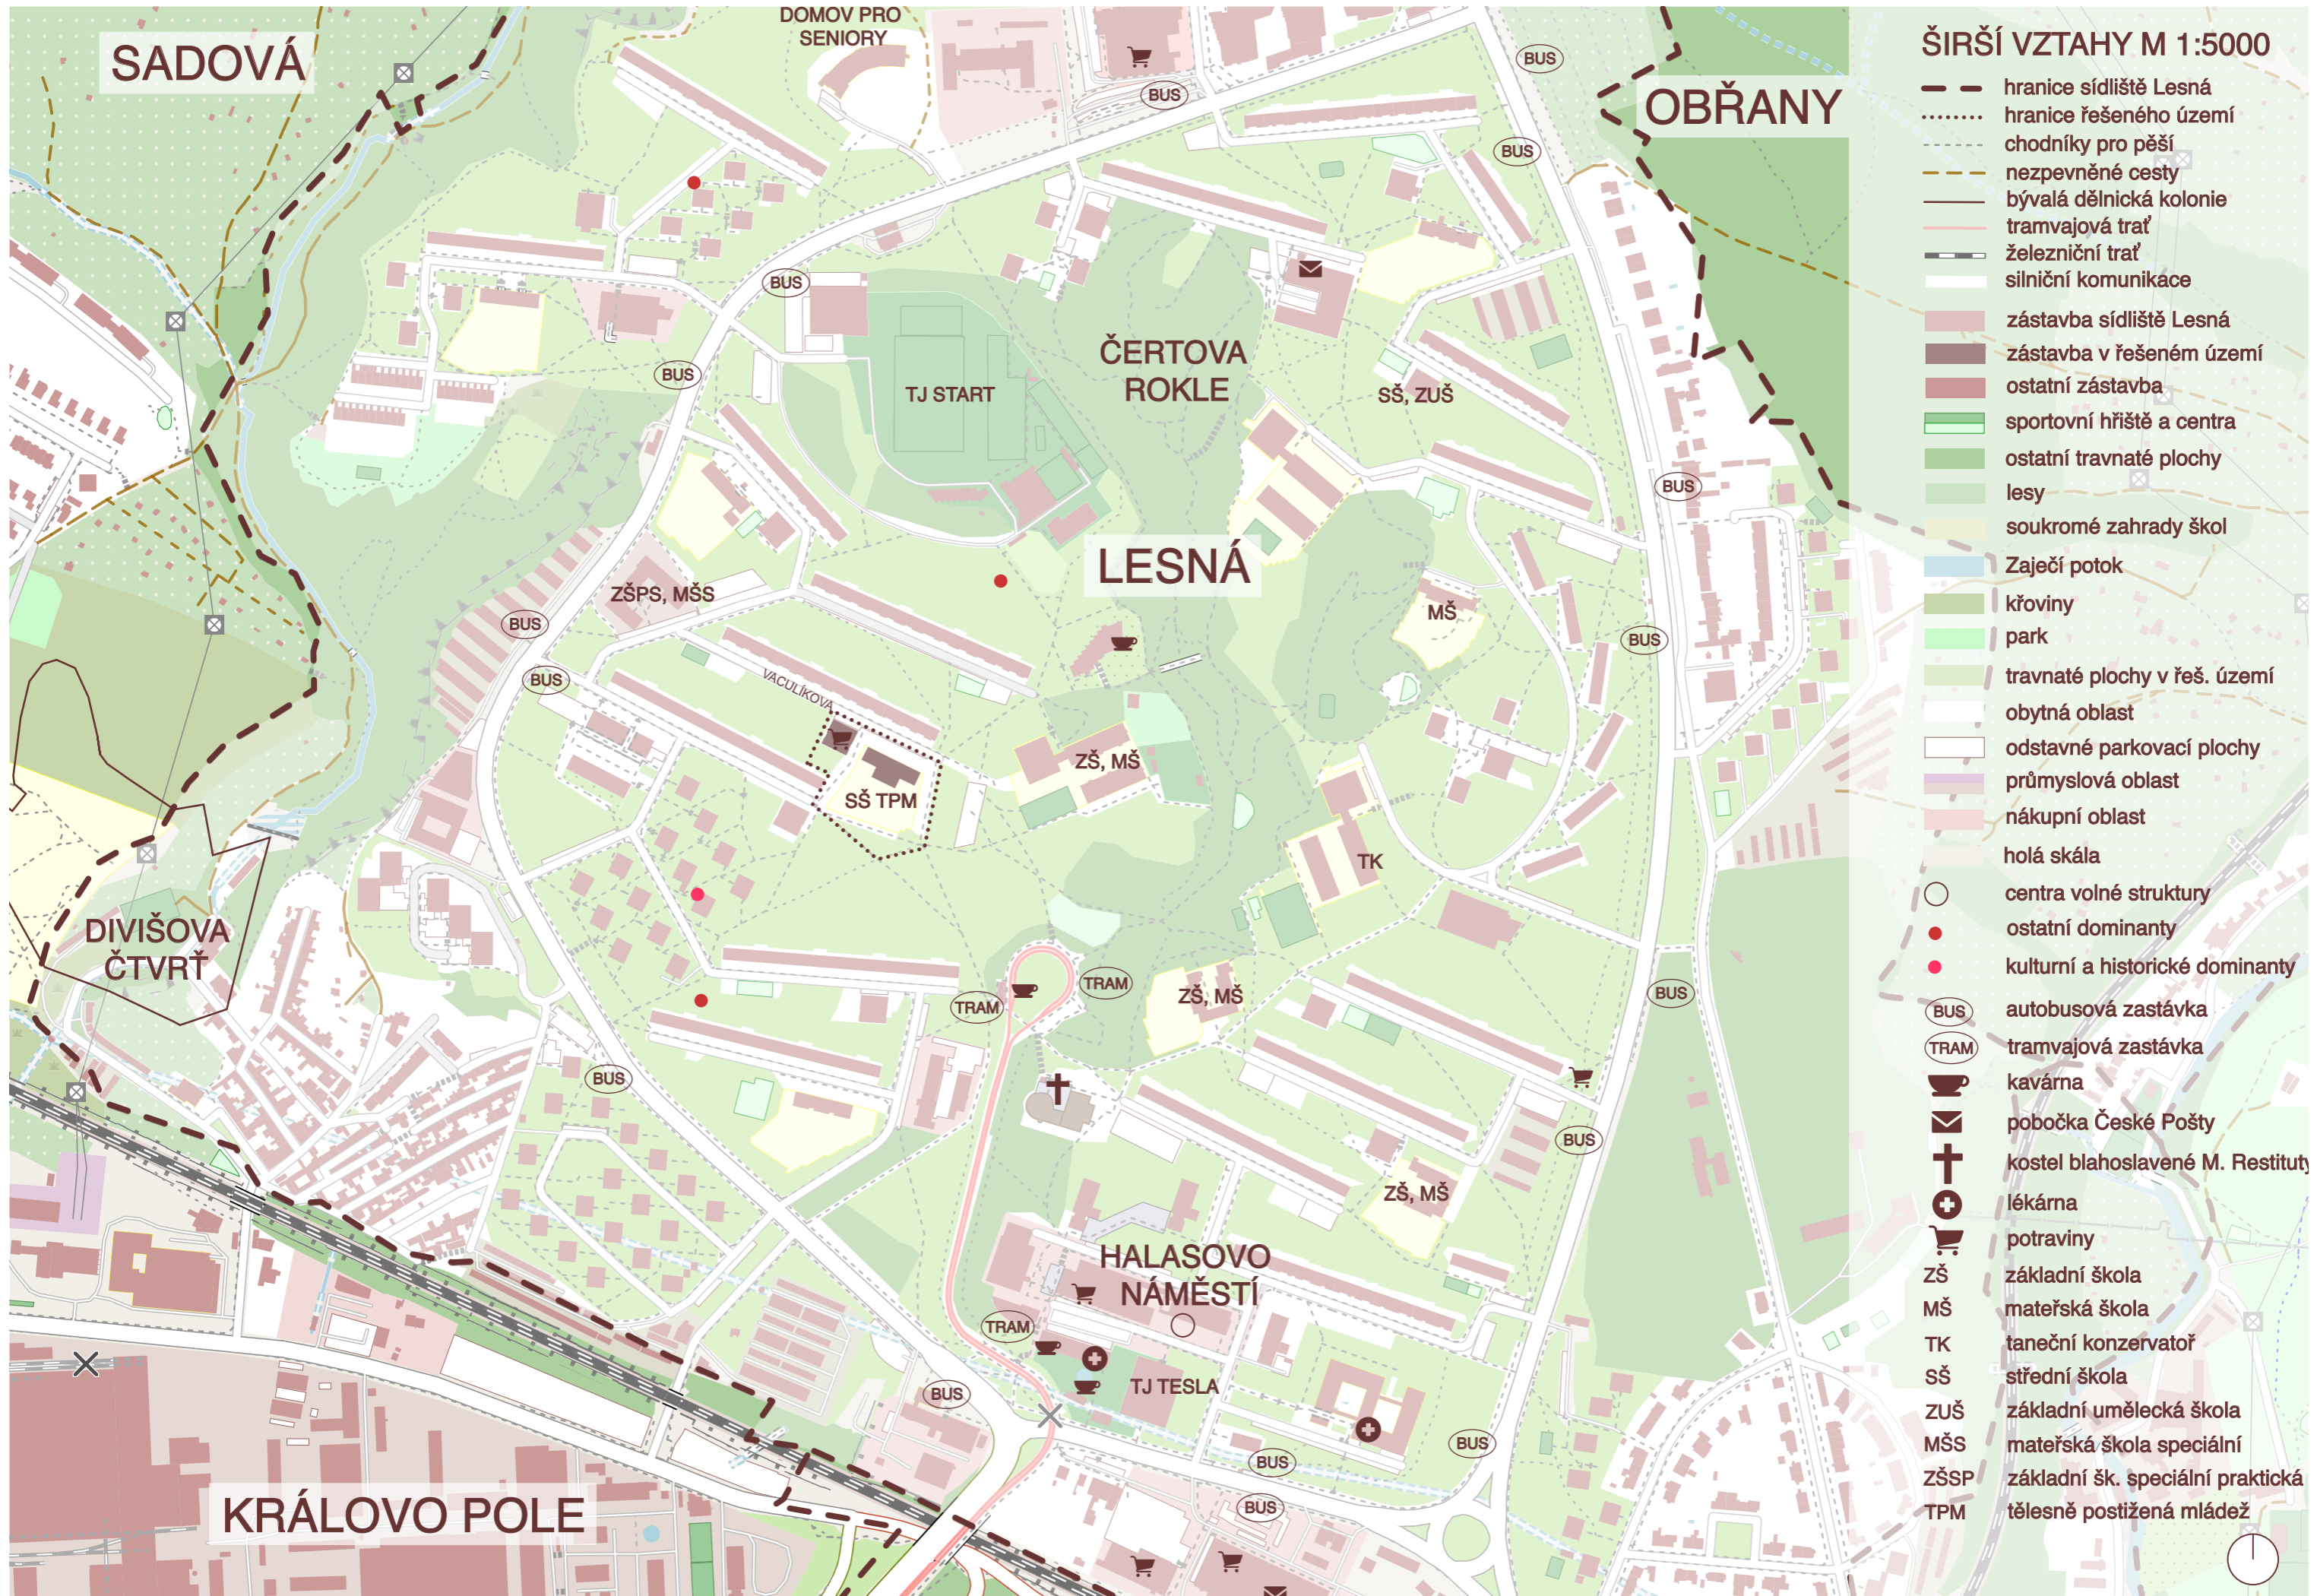 SADOVÁ
DOMOV PRO
SENIORY
BUS
BUS
BUS
OBŘANY
BUS
BUS
ČERTOVA
ROKLE
TJ START
SŠ, ZUŠ
BUS
LESNÁ
ZŠPS, MŠS
BUS
MŠ
BUS
BUS
VACULÍKOVA
ZŠ, MŠ
SŠ TPM
TK
DIVIŠOVA
ČTVRŤ
TRAM
TRAM
ZŠ, MŠ
BUS
BUS
BUS
ZŠ, MŠ
HALASOVO
NÁMĚSTÍ
TRAM
TJ TESLA
BUS
BUS
BUS
BUS
KRÁLOVO POLE
ŠIRŠÍ VZTAHY M 1:5000
hranice sídliště Lesná
hranice řešeného území
chodníky pro pěší
nezpevněné cesty
bývalá dělnická kolonie
tramvajová trať
železniční trať
silniční komunikace
zástavba sídliště Lesná
zástavba v řešeném území
ostatní zástavba
sportovní hřiště a centra
ostatní travnaté plochy
lesy
soukromé zahrady škol
Zaječí potok
křoviny
park
travnaté plochy v řeš. území
obytná oblast
odstavné parkovací plochy
průmyslová oblast
nákupní oblast
holá skála
centra volné struktury
ostatní dominanty
kulturní a historické dominanty
BUS autobusová zastávka
TRAM tramvajová zastávka
kavárna
pobočka České Pošty
kostel blahoslavené M. Restituty
lékárna
potraviny
ZŠ základní škola
MŠ mateřská škola
TK taneční konzervatoř
SŠ střední škola
ZUŠ základní umělecká škola
MŠS mateřská škola speciální
ZŠSP základní šk. speciální praktická
TPM tělesně postižená mládež